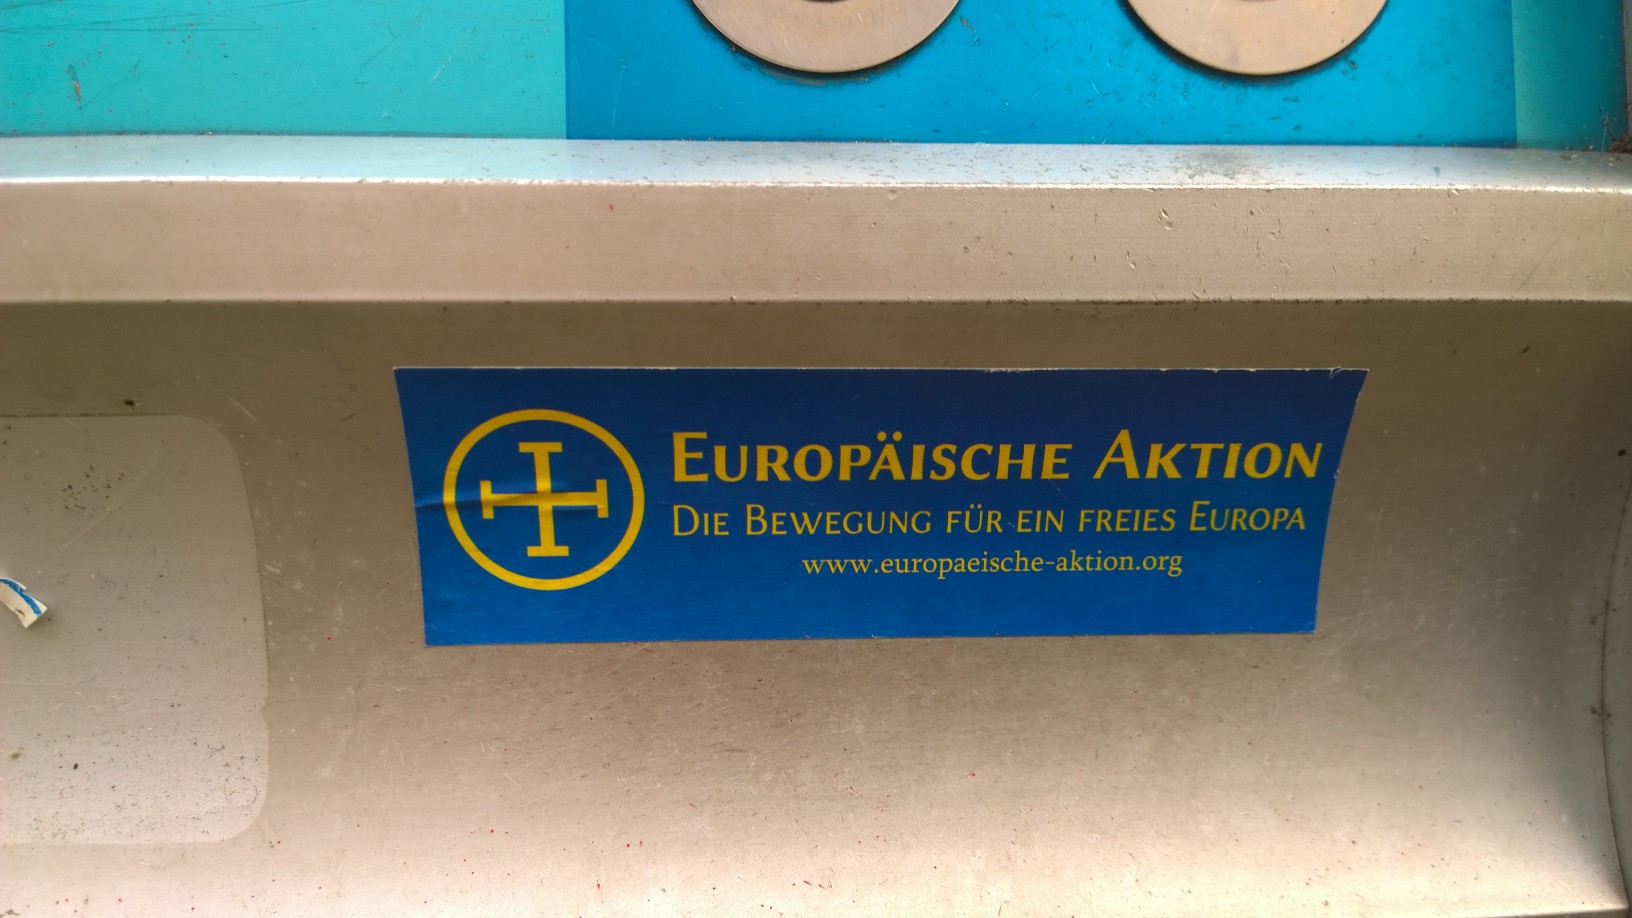 Europäische Aktion
Die Bewegung für ein freies Europa
www.europaeische-aktion.org